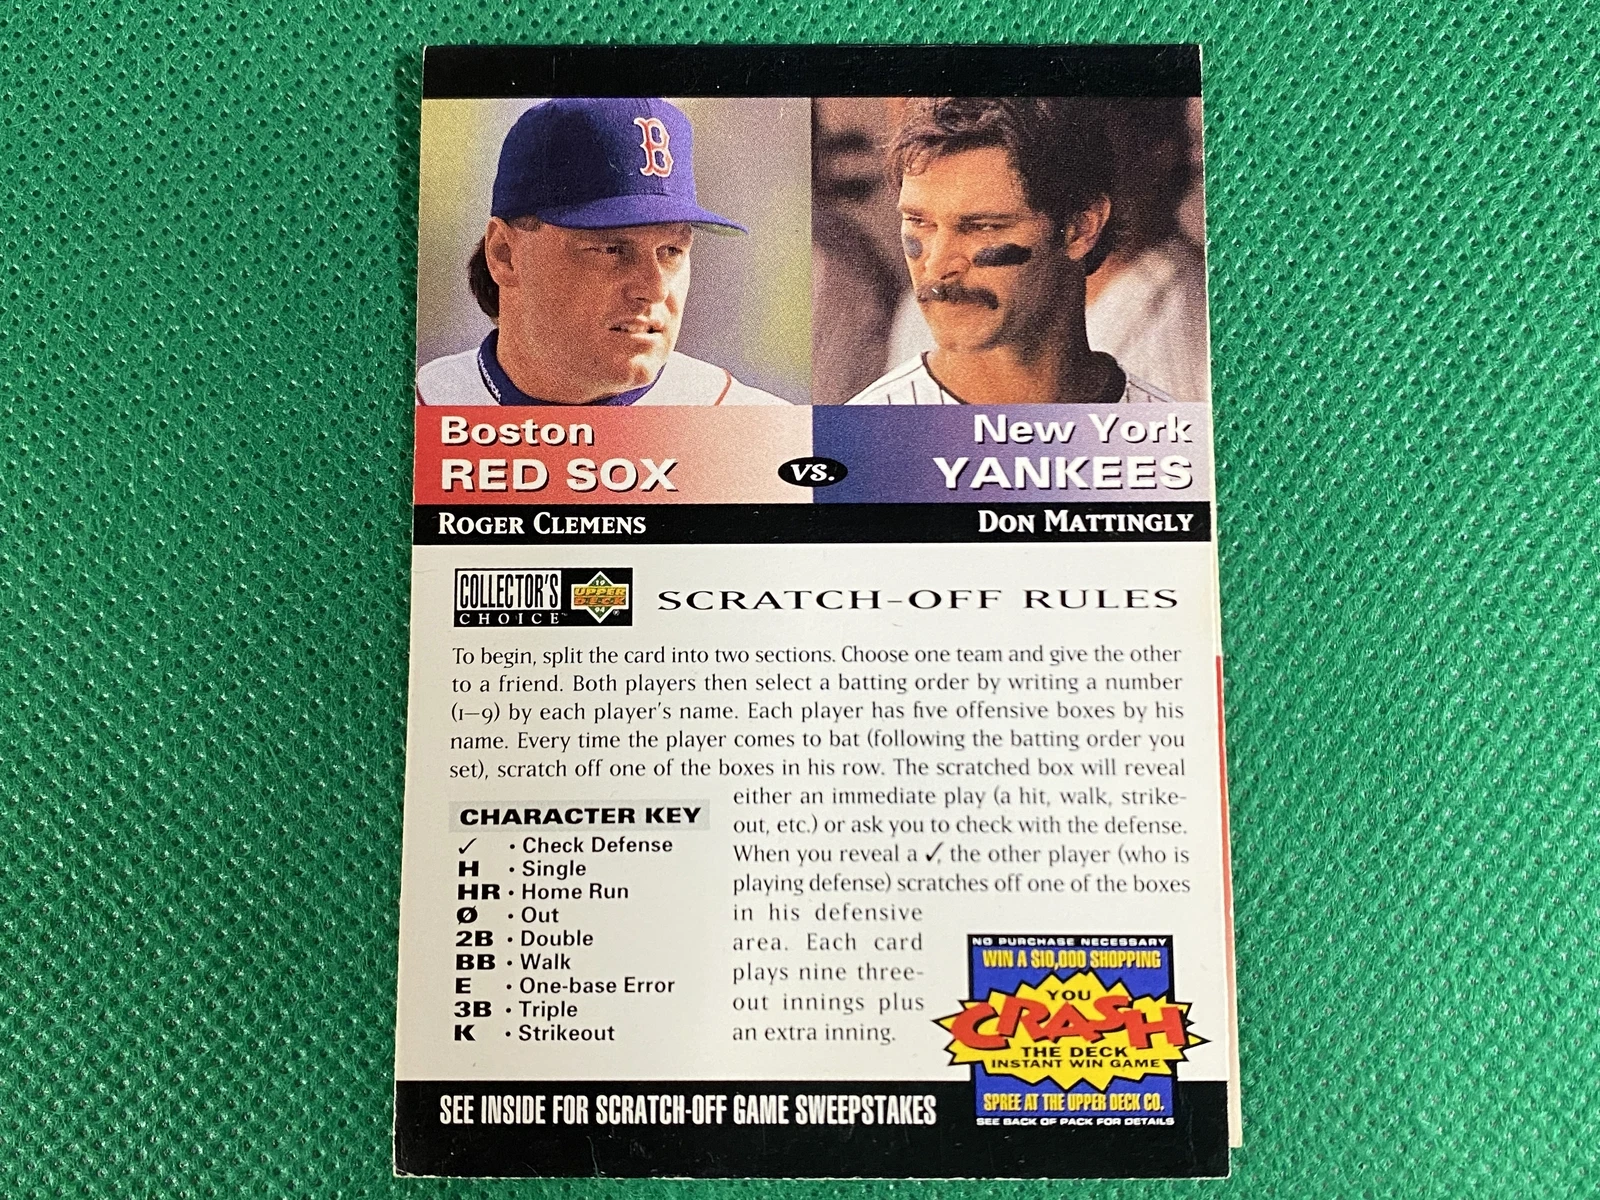 B
Boston
RED SOX
VS.
New York
YANKEES
ROGER CLEMENS
DON MATTINGLY
COLLECTOR'S
CHOICE™
19
UPPER
DECK
94
®
SCRATCH-OFF RULES
To begin, split the card into two sections. Choose one team and give the other
to a friend. Both players then select a batting order by writing a number
(1–9) by each player's name. Each player has five offensive boxes by his
name. Every time the player comes to bat (following the batting order you
set), scratch off one of the boxes in his row. The scratched box will reveal
either an immediate play (a hit, walk, strike-
out, etc.) or ask you to check with the defense.
When you reveal a ✓, the other player (who is
playing defense) scratches off one of the boxes
in his defensive
area. Each card
plays nine three-
out innings plus
an extra inning.
CHARACTER KEY
✓ • Check Defense
H • Single
HR • Home Run
Ø • Out
2B • Double
BB • Walk
E • One-base Error
3B • Triple
K • Strikeout
NO PURCHASE NECESSARY
WIN A $10,000 SHOPPING
YOU
CRASH
THE DECK
INSTANT WIN GAME
SPREE AT THE UPPER DECK CO.
SEE BACK OF PACK FOR DETAILS
SEE INSIDE FOR SCRATCH-OFF GAME SWEEPSTAKES